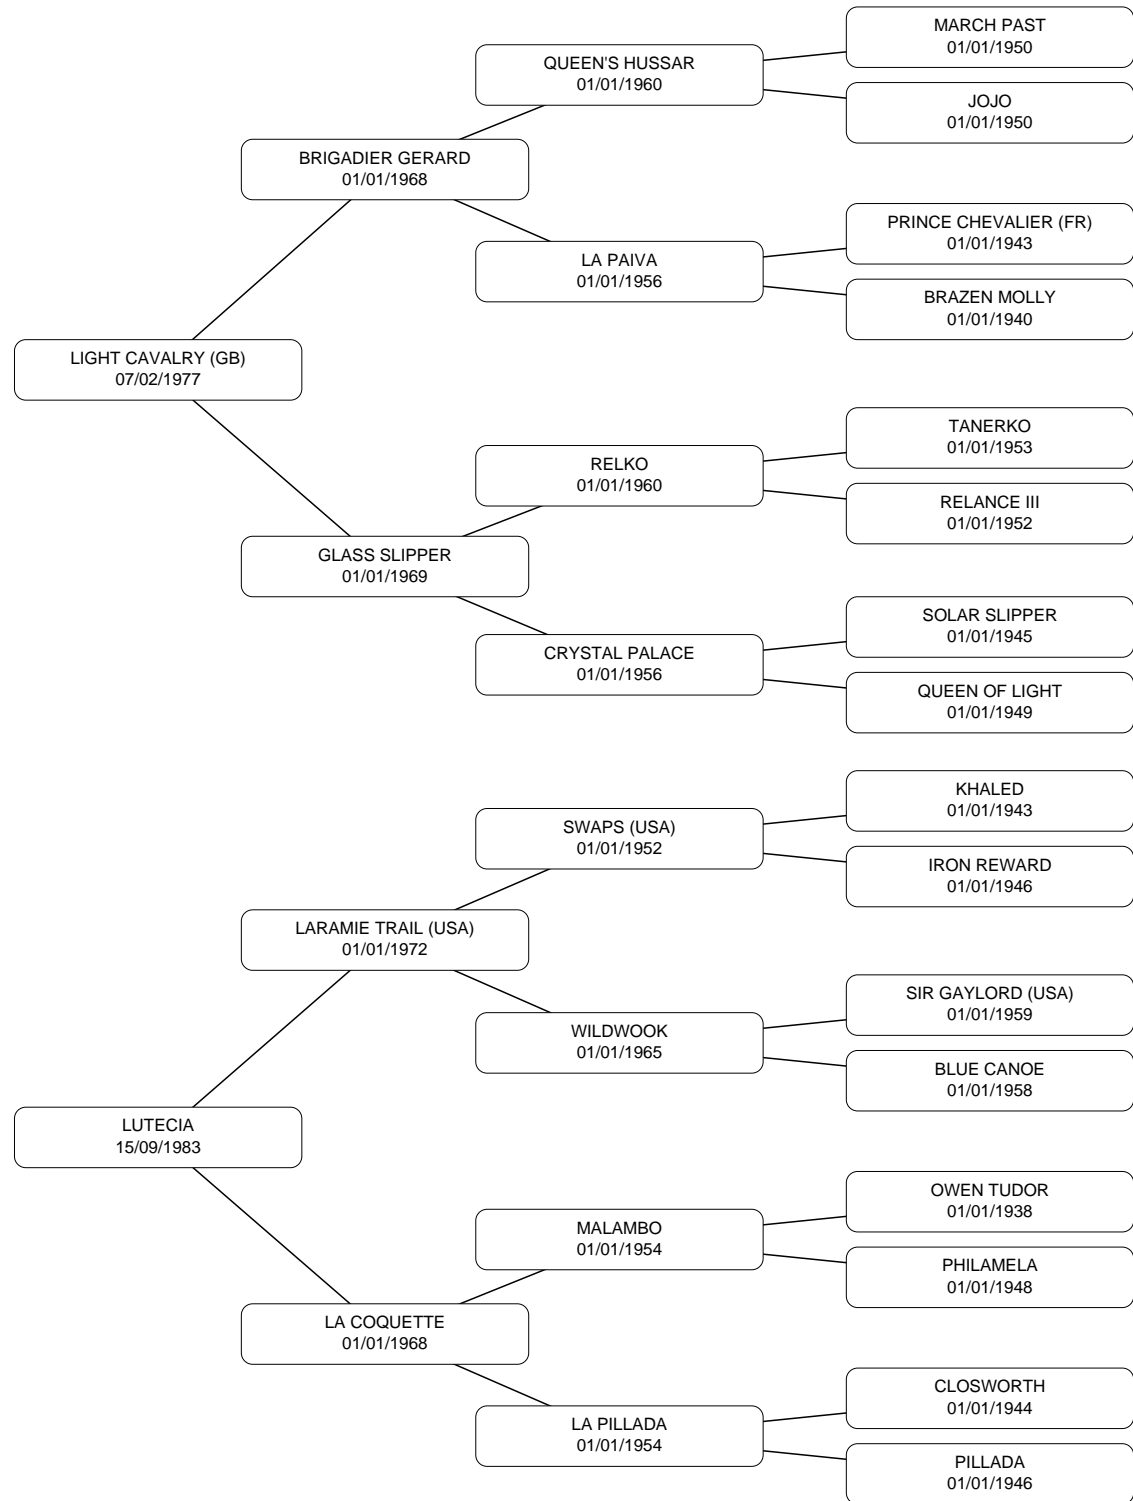 MARCH PAST
01/01/1950
QUEEN'S HUSSAR
01/01/1960
JOJO
01/01/1950
BRIGADIER GERARD
01/01/1968
PRINCE CHEVALIER (FR)
01/01/1943
LA PAIVA
01/01/1956
BRAZEN MOLLY
01/01/1940
LIGHT CAVALRY (GB)
07/02/1977
TANERKO
01/01/1953
RELKO
01/01/1960
RELANCE III
01/01/1952
GLASS SLIPPER
01/01/1969
SOLAR SLIPPER
01/01/1945
CRYSTAL PALACE
01/01/1956
QUEEN OF LIGHT
01/01/1949
KHALED
01/01/1943
SWAPS (USA)
01/01/1952
IRON REWARD
01/01/1946
LARAMIE TRAIL (USA)
01/01/1972
SIR GAYLORD (USA)
01/01/1959
WILDWOOK
01/01/1965
BLUE CANOE
01/01/1958
LUTECIA
15/09/1983
OWEN TUDOR
01/01/1938
MALAMBO
01/01/1954
PHILAMELA
01/01/1948
LA COQUETTE
01/01/1968
CLOSWORTH
01/01/1944
LA PILLADA
01/01/1954
PILLADA
01/01/1946